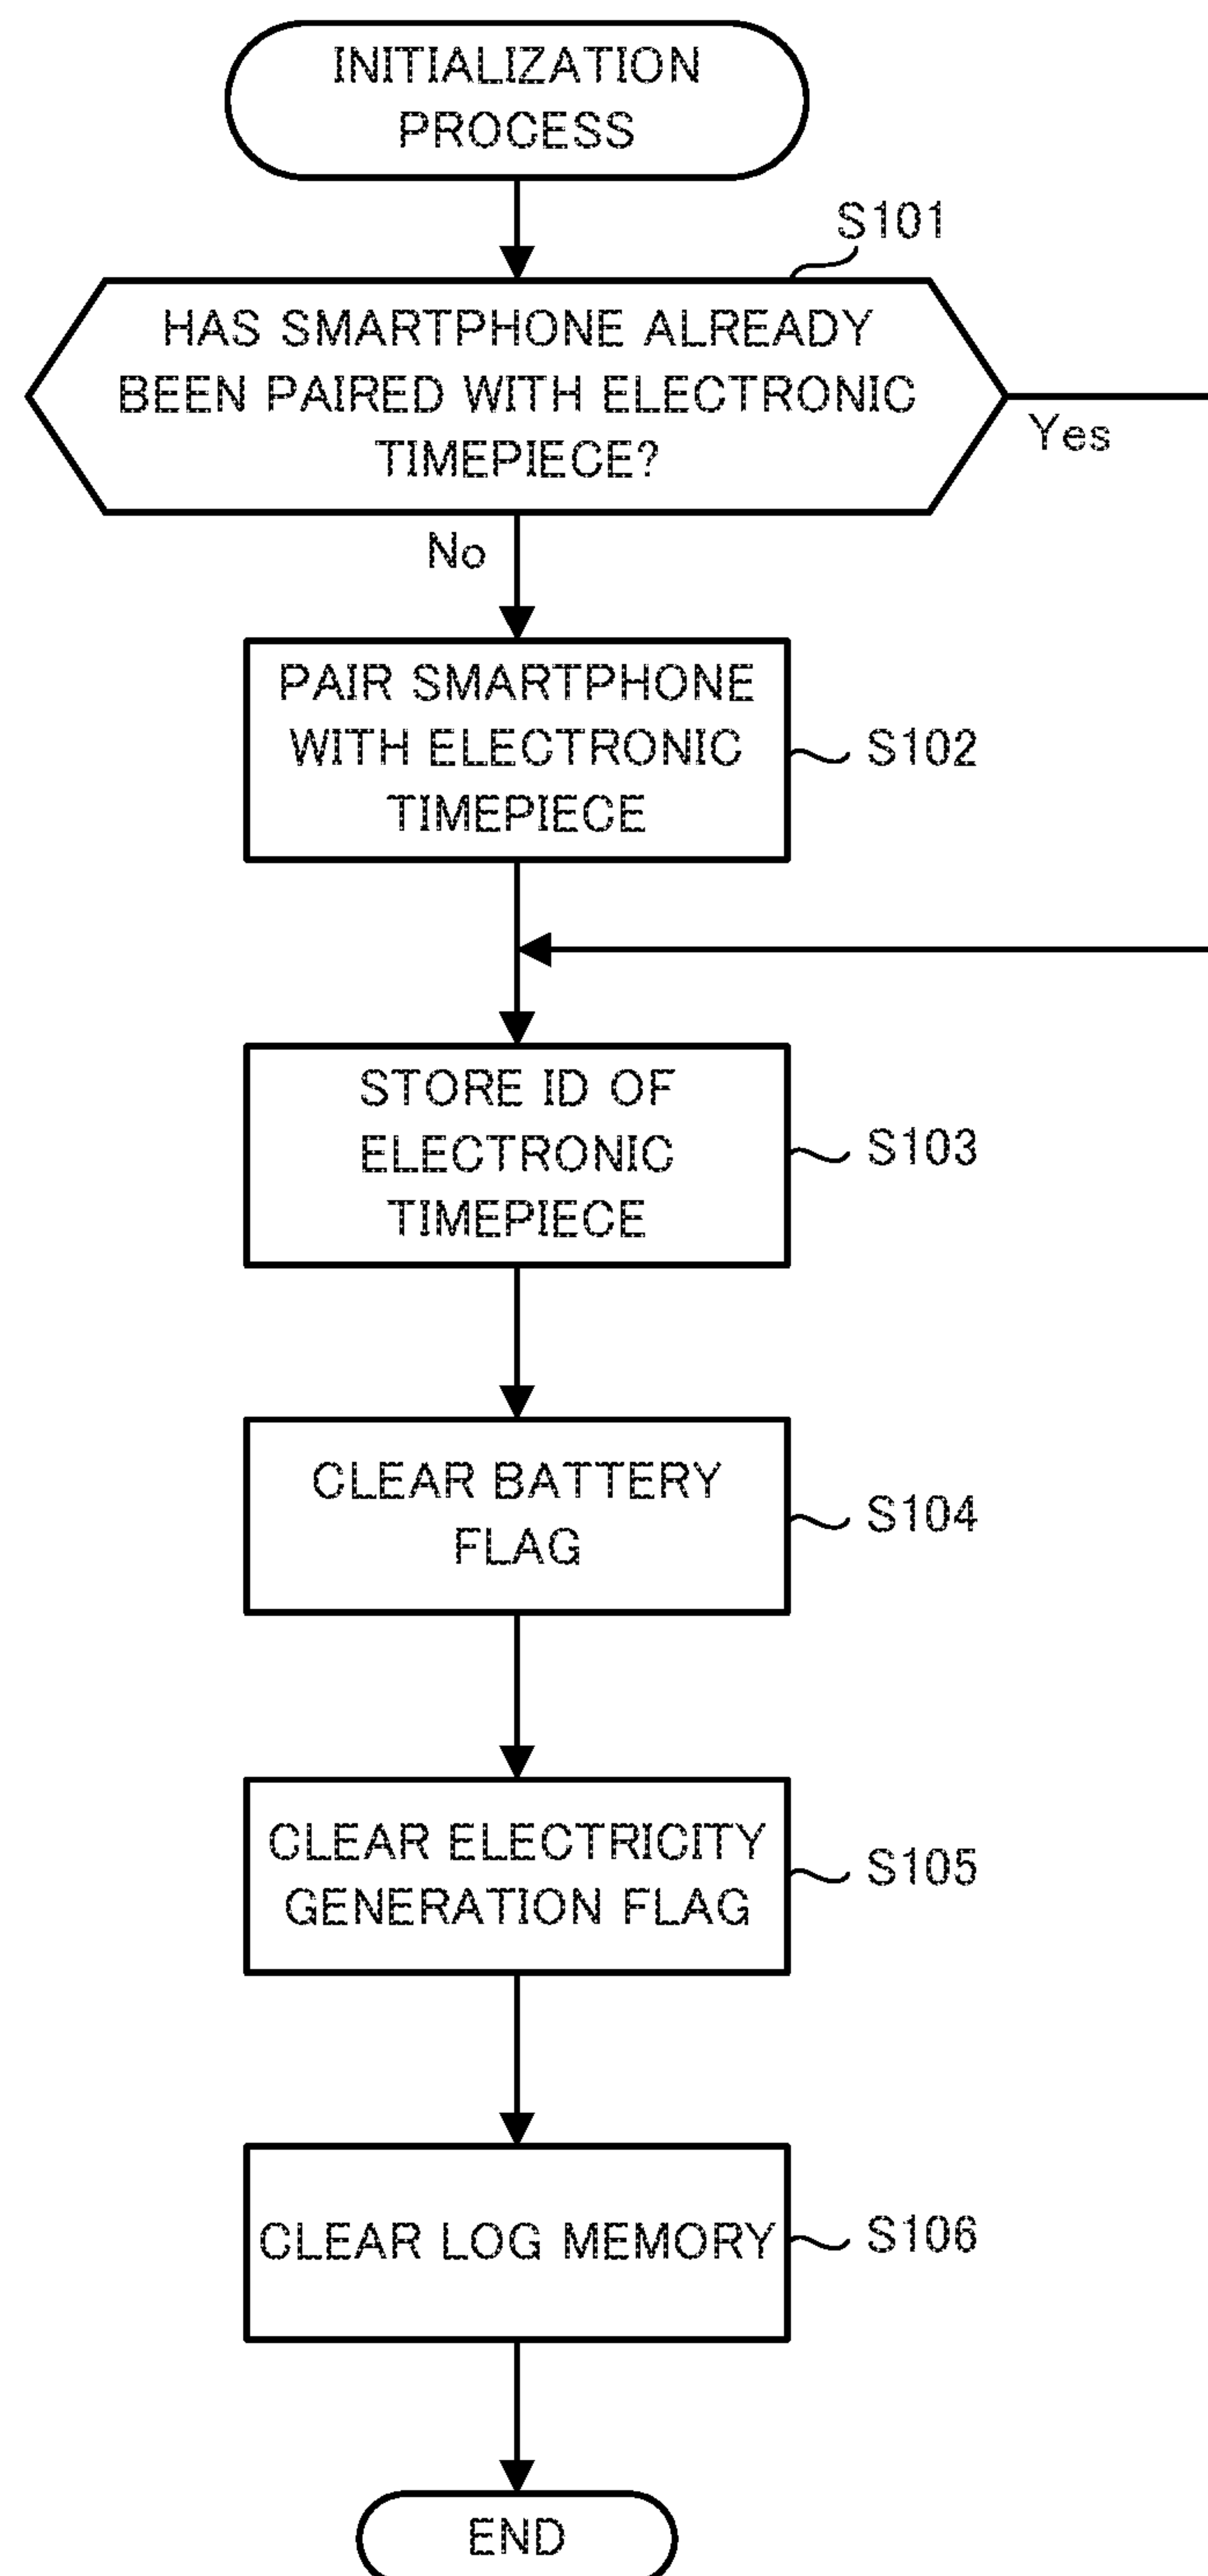 INITIALIZATION
PROCESS
S101
HAS SMARTPHONE ALREADY
BEEN PAIRED WITH ELECTRONIC
TIMEPIECE?
Yes
No
PAIR SMARTPHONE
WITH ELECTRONIC
TIMEPIECE
S102
STORE ID OF
ELECTRONIC
TIMEPIECE
S103
CLEAR BATTERY
FLAG
S104
CLEAR ELECTRICITY
GENERATION FLAG
S105
CLEAR LOG MEMORY
S106
END